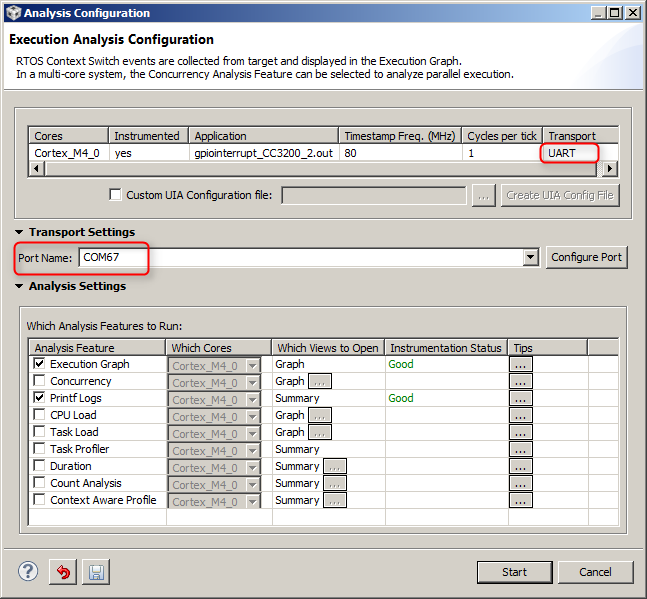 Analysis Configuration
Execution Analysis Configuration
RTOS Context Switch events are collected from target and displayed in the Execution Graph.
In a multi-core system, the Concurrency Analysis Feature can be selected to analyze parallel execution.
Cores Instrumented Application Timestamp Freq. (MHz) Cycles per tick Transport
Cortex_M4_0 yes gpiointerrupt_CC3200_2.out 80 1 UART
Custom UIA Configuration file: ... Create UIA Config File
Transport Settings
Port Name: COM67 Configure Port
Analysis Settings
Which Analysis Features to Run:
Analysis Feature Which Cores Which Views to Open Instrumentation Status Tips
Execution Graph Cortex_M4_0 Graph Good ...
Concurrency Cortex_M4_0 Graph ... ...
Printf Logs Cortex_M4_0 Summary Good ...
CPU Load Cortex_M4_0 Graph ... ...
Task Load Cortex_M4_0 Graph ... ...
Task Profiler Cortex_M4_0 Summary ...
Duration Cortex_M4_0 Summary ... ...
Count Analysis Cortex_M4_0 Summary ... ...
Context Aware Profile Cortex_M4_0 Summary ... ...
? Start Cancel